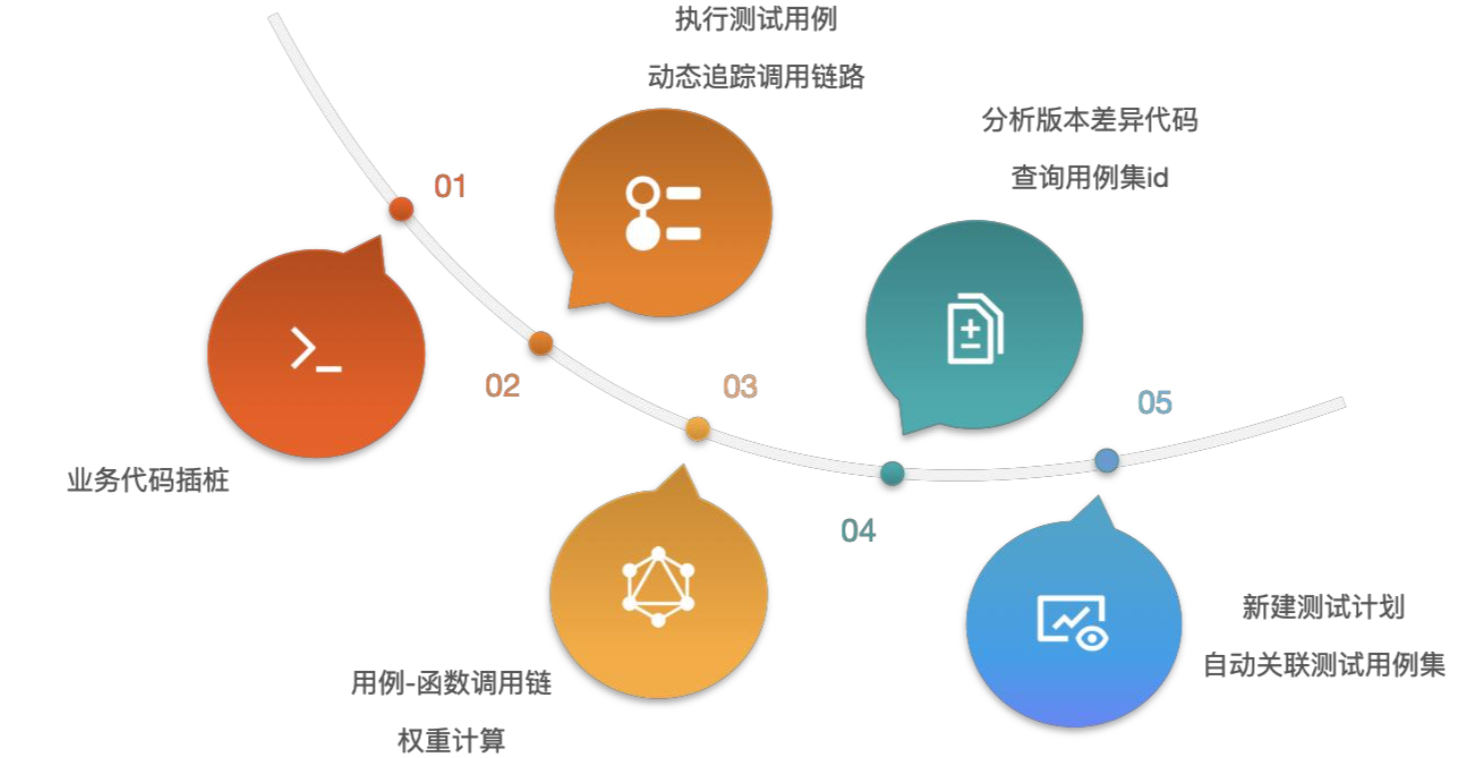 01
业务代码插桩
02
执行测试用例
动态追踪调用链路
03
用例-函数调用链
权重计算
04
分析版本差异代码
查询用例集id
05
新建测试计划
自动关联测试用例集